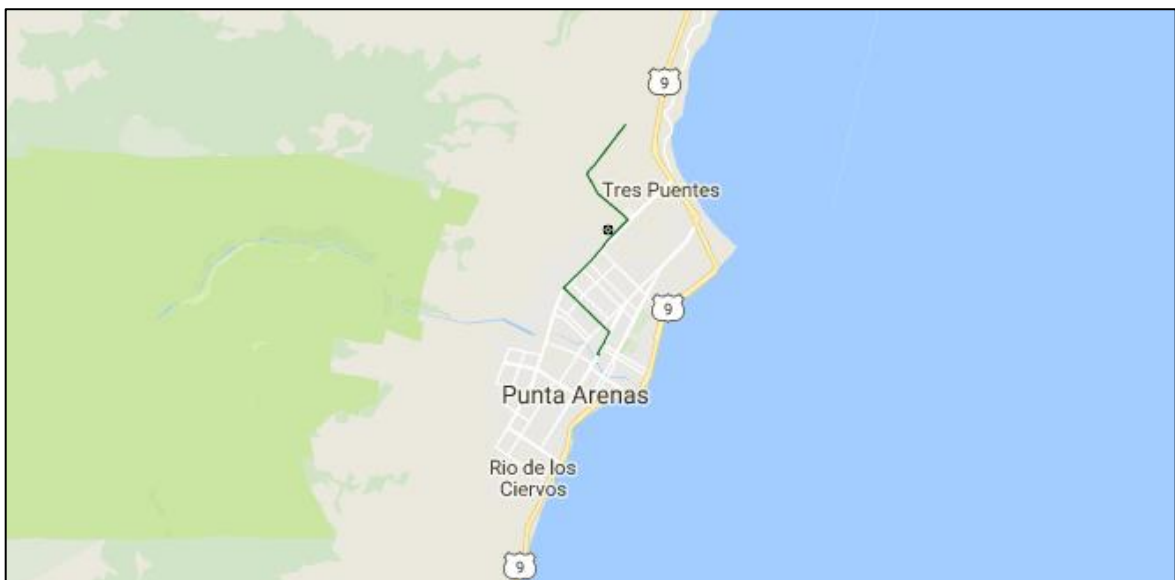 9
Tres Puentes
9
Punta Arenas
Rio de los
Ciervos
9